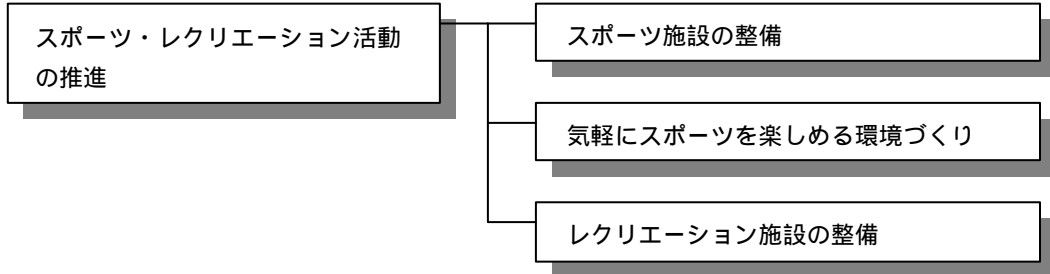 スポーツ・レクリエーション活動
の推進
スポーツ施設の整備
気軽にスポーツを楽しめる環境づくり
レクリエーション施設の整備